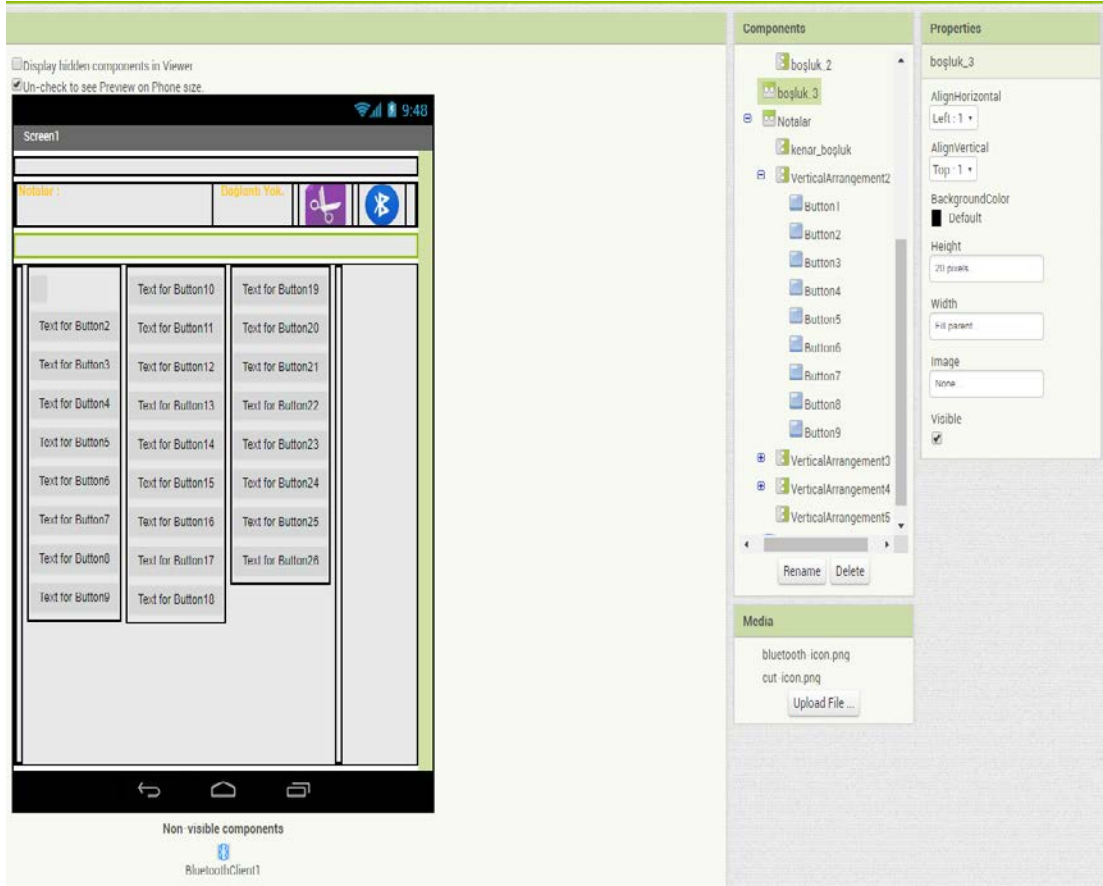 Display hidden components in Viewer
Un-check to see Preview on Phone size.
9:48
Screen1
Notalar :
Bağlantı Yok.
Text for Button10
Text for Button19
Text for Button2
Text for Button11
Text for Button20
Text for Button3
Text for Button12
Text for Button21
Text for Button4
Text for Button13
Text for Button22
Text for Button5
Text for Button14
Text for Button23
Text for Button6
Text for Button15
Text for Button24
Text for Button7
Text for Button16
Text for Button25
Text for Button8
Text for Button17
Text for Button26
Text for Button9
Text for Button18
Non-visible components
BluetoothClient1
Components
boşluk_2
boşluk_3
Notalar
kenar_boşluk
VerticalArrangement2
Button1
Button2
Button3
Button4
Button5
Button6
Button7
Button8
Button9
VerticalArrangement3
VerticalArrangement4
VerticalArrangement5
Rename Delete
Media
bluetooth-icon.png
cut-icon.png
Upload File ...
Properties
boşluk_3
AlignHorizontal
Left : 1
AlignVertical
Top : 1
BackgroundColor
Default
Height
20 pixels
Width
Fill parent
Image
None
Visible